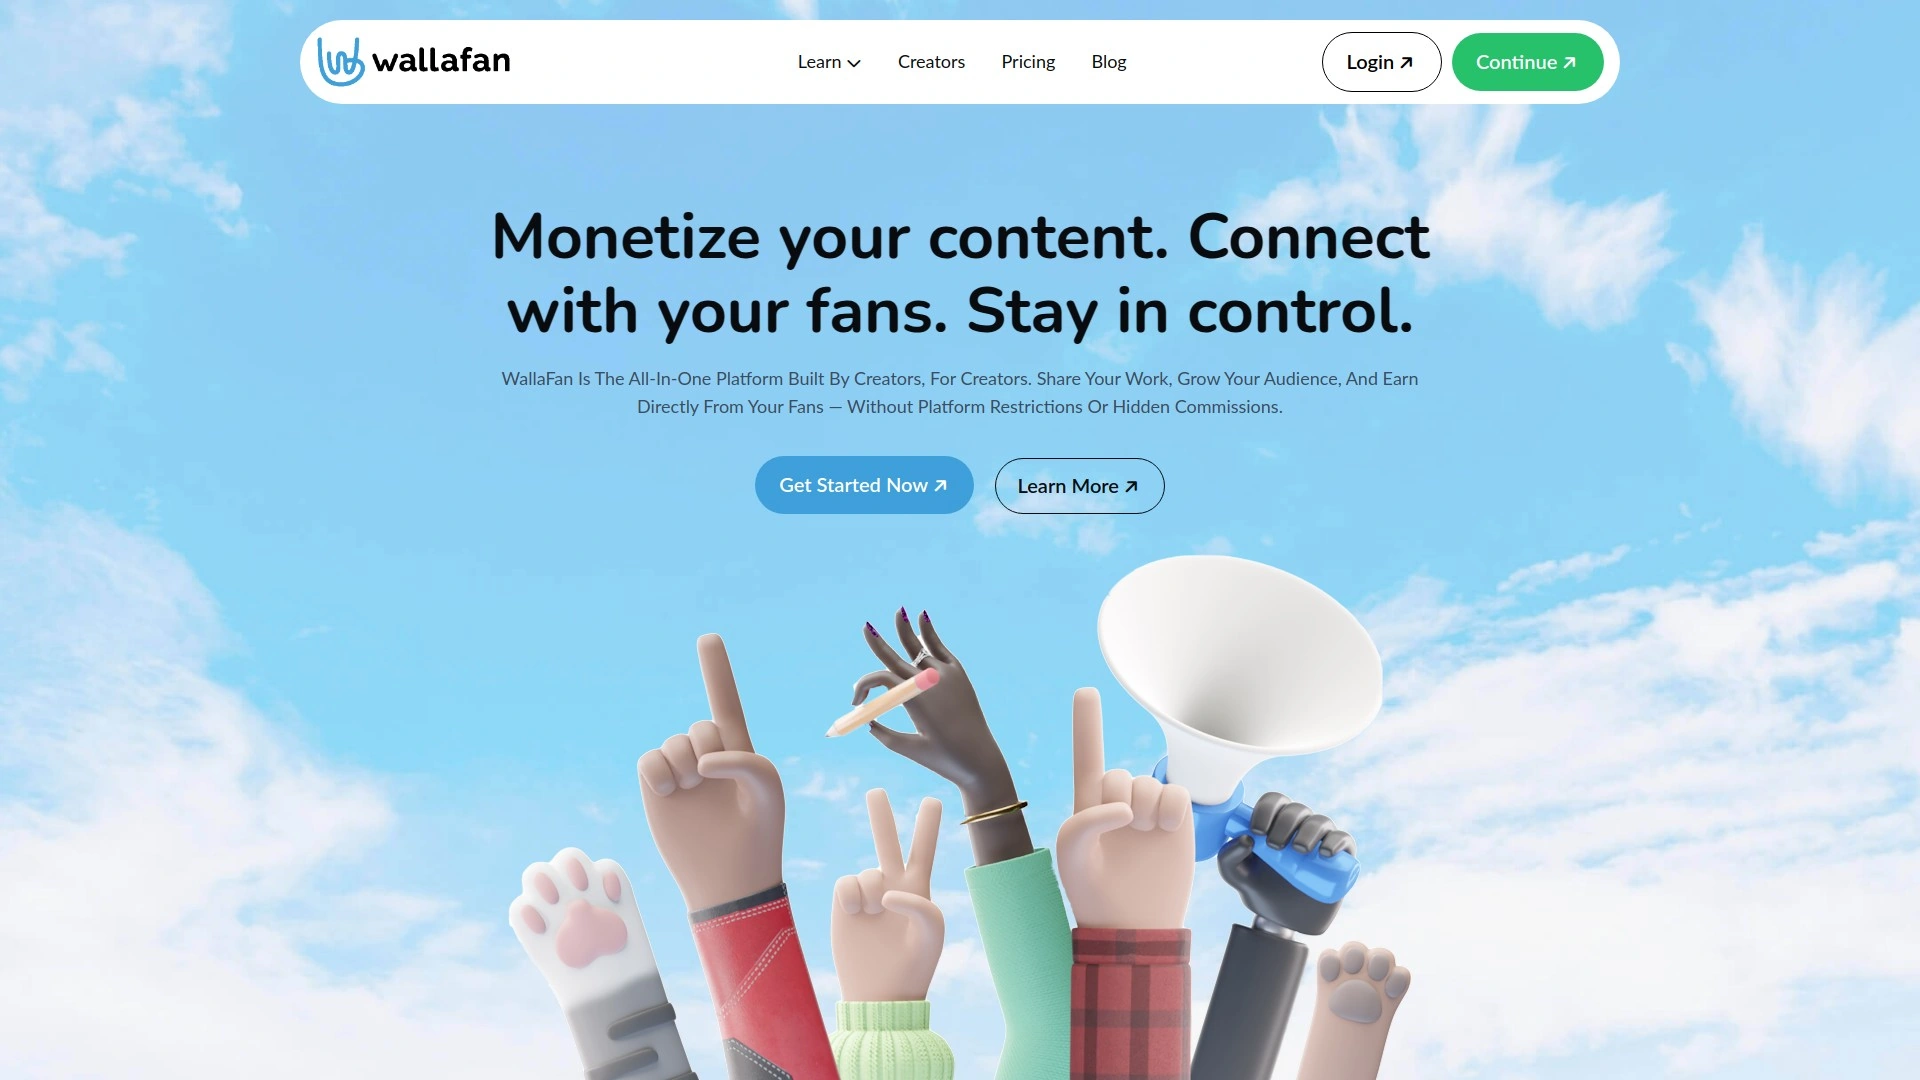 wallafan
Learn
Creators
Pricing
Blog
Login
Continue
Monetize your content. Connect
with your fans. Stay in control.
WallaFan Is The All-In-One Platform Built By Creators, For Creators. Share Your Work, Grow Your Audience, And Earn
Directly From Your Fans — Without Platform Restrictions Or Hidden Commissions.
Get Started Now
Learn More